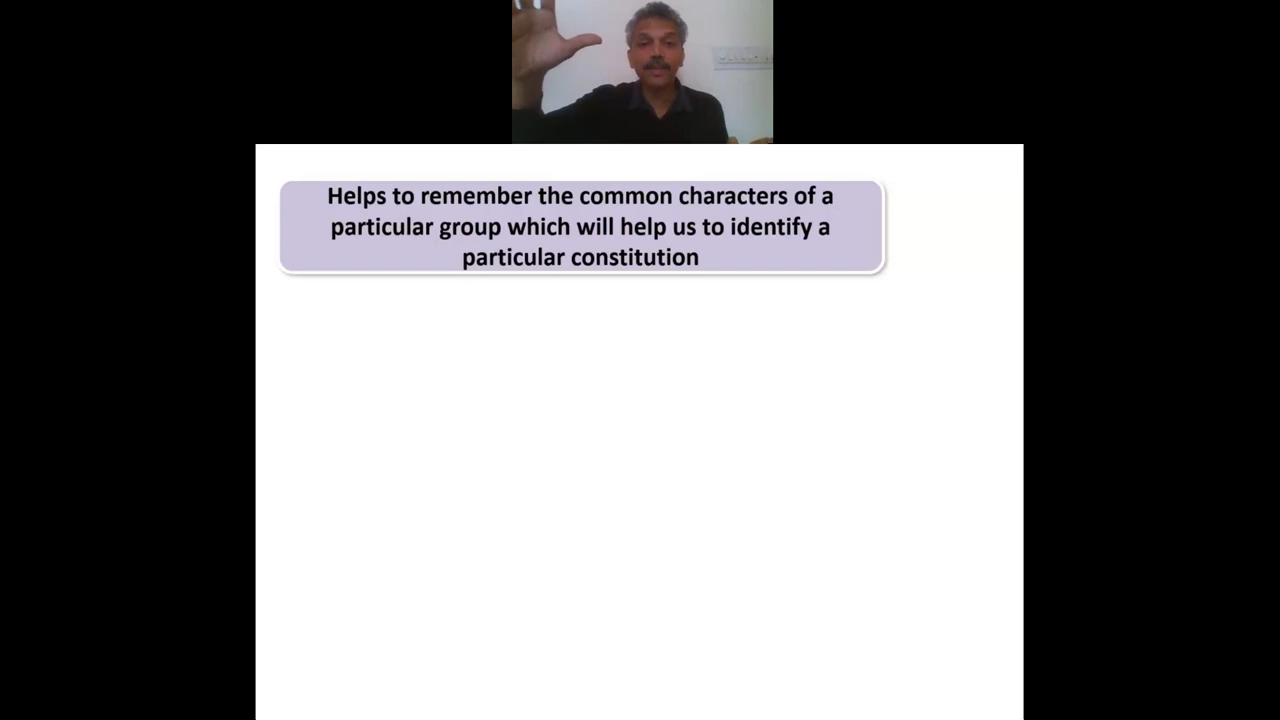 Helps to remember the common characters of a
particular group which will help us to identify a
particular constitution